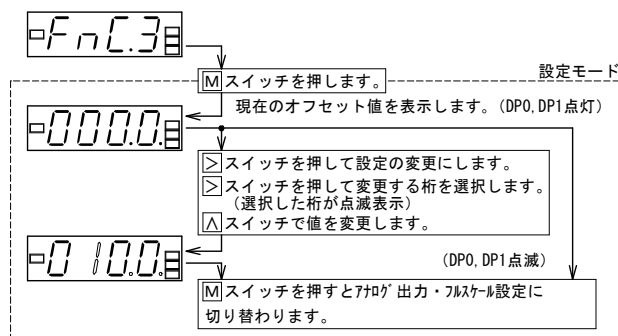 FnC.3
Mスイッチを押します。
設定モード
現在のオフセット値を表示します。(DP0,DP1点灯)
000.0.
>スイッチを押して設定の変更にします。
>スイッチを押して変更する桁を選択します。
(選択した桁が点滅表示)
∧スイッチで値を変更します。
010.0.
(DP0,DP1点滅)
Mスイッチを押すとアナログ出力・フルスケール設定に
切り替わります。